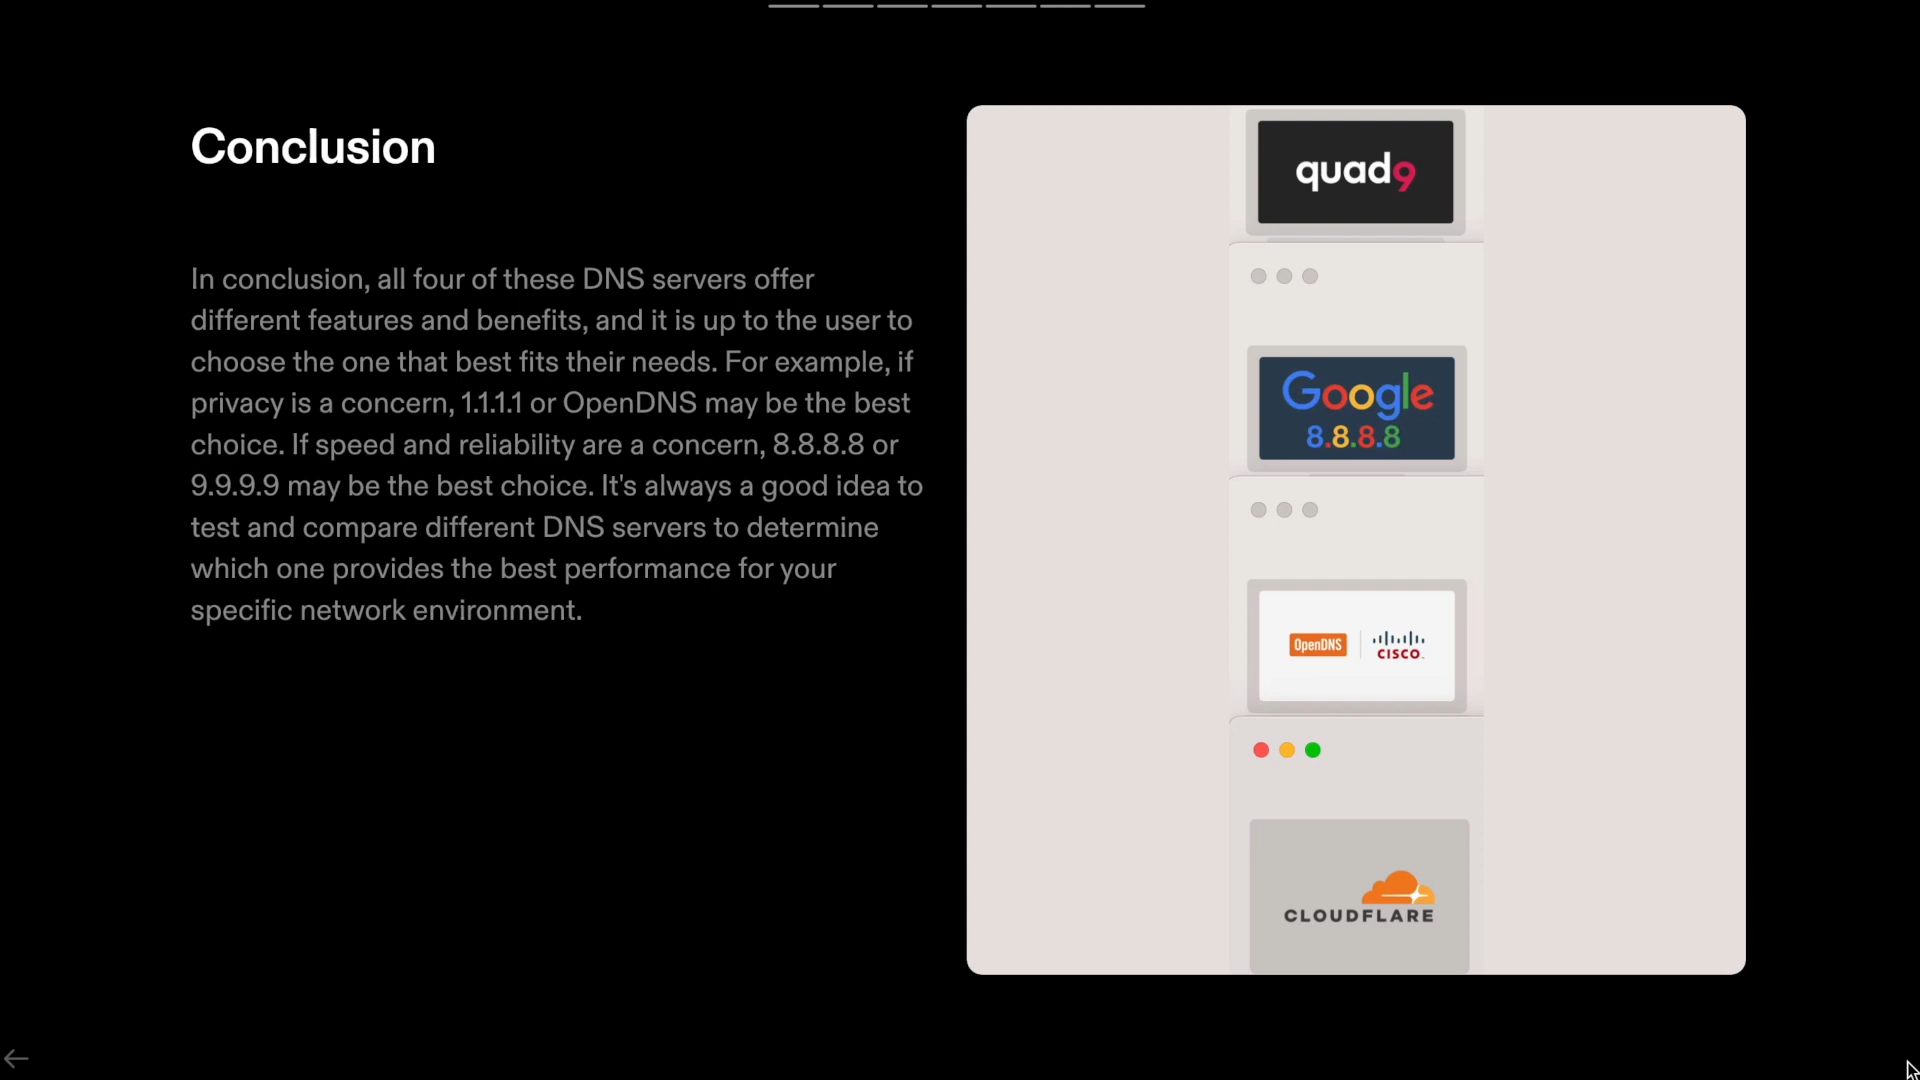 Conclusion
In conclusion, all four of these DNS servers offer
different features and benefits, and it is up to the user to
choose the one that best fits their needs. For example, if
privacy is a concern, 1.1.1.1 or OpenDNS may be the best
choice. If speed and reliability are a concern, 8.8.8.8 or
9.9.9.9 may be the best choice. It's always a good idea to
test and compare different DNS servers to determine
which one provides the best performance for your
specific network environment.
quad9
Google
8.8.8.8
OpenDNS
CISCO
CLOUDFLARE